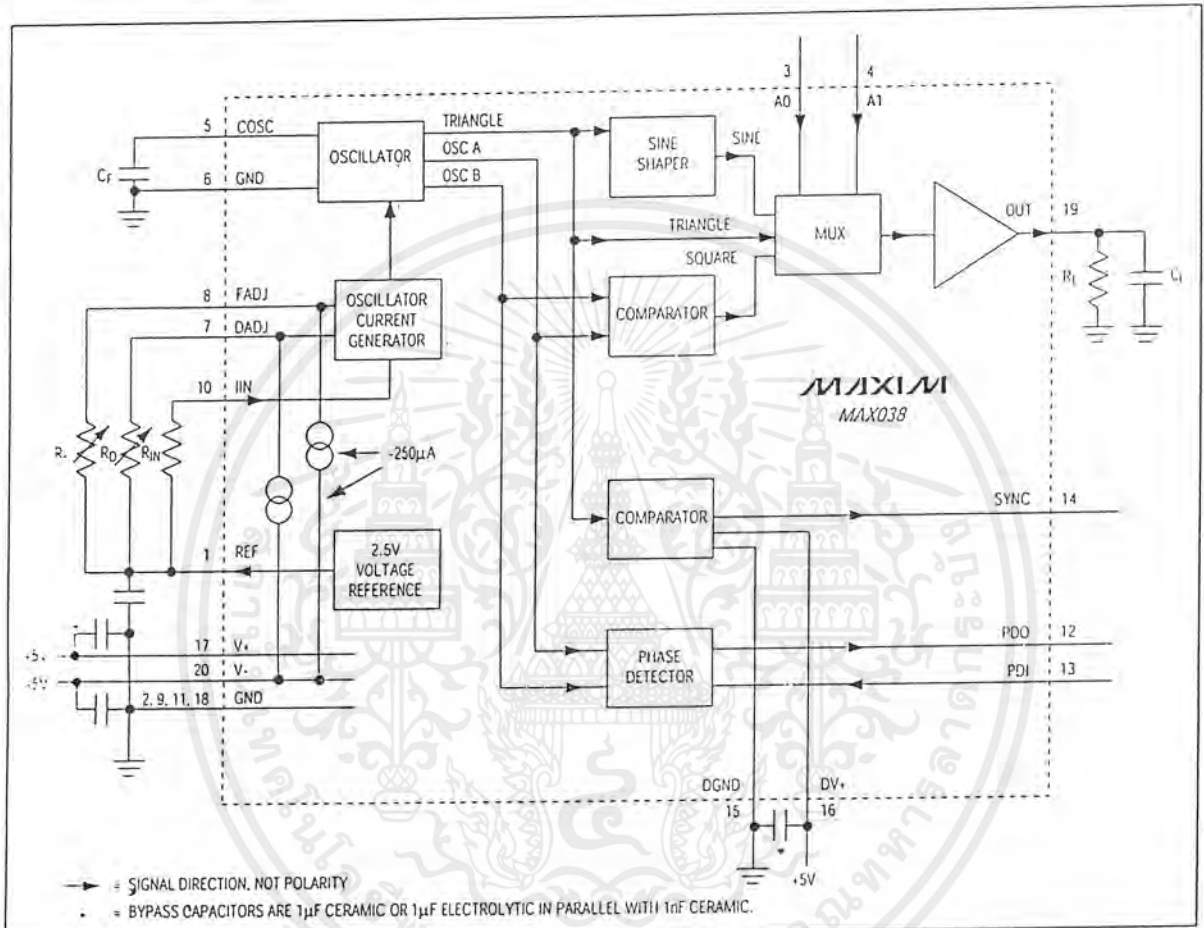 3
4
A0
A1
5
COSC
TRIANGLE
OSC A
OSC B
OSCILLATOR
SINE
SHAPER
SINE
CF
6
GND
TRIANGLE
SQUARE
MUX
OUT
19
RL
8
FADJ
7
DADJ
OSCILLATOR
CURRENT
GENERATOR
COMPARATOR
10
IIN
MAXIM
MAX038
RD
RIN
-250µA
COMPARATOR
SYNC
14
1
REF
2.5V
VOLTAGE
REFERENCE
17
V+
20
V-
2, 9, 11, 18
GND
PHASE
DETECTOR
PDO
12
PDI
13
DGND
DV+
15
16
+5V
= SIGNAL DIRECTION, NOT POLARITY
= BYPASS CAPACITORS ARE 1µF CERAMIC OR 1µF ELECTROLYTIC IN PARALLEL WITH 1nF CERAMIC.